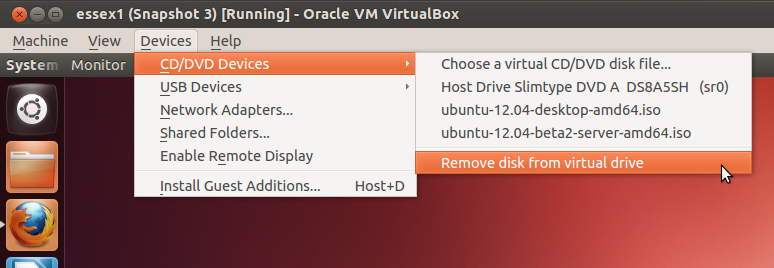 essex1 (Snapshot 3) [Running] - Oracle VM VirtualBox
Machine View Devices Help
System Monitor
CD/DVD Devices
USB Devices
Network Adapters...
Shared Folders...
Enable Remote Display
Install Guest Additions... Host+D
Choose a virtual CD/DVD disk file...
Host Drive Slimtype DVD A DS8A5SH (sr0)
ubuntu-12.04-desktop-amd64.iso
ubuntu-12.04-beta2-server-amd64.iso
Remove disk from virtual drive